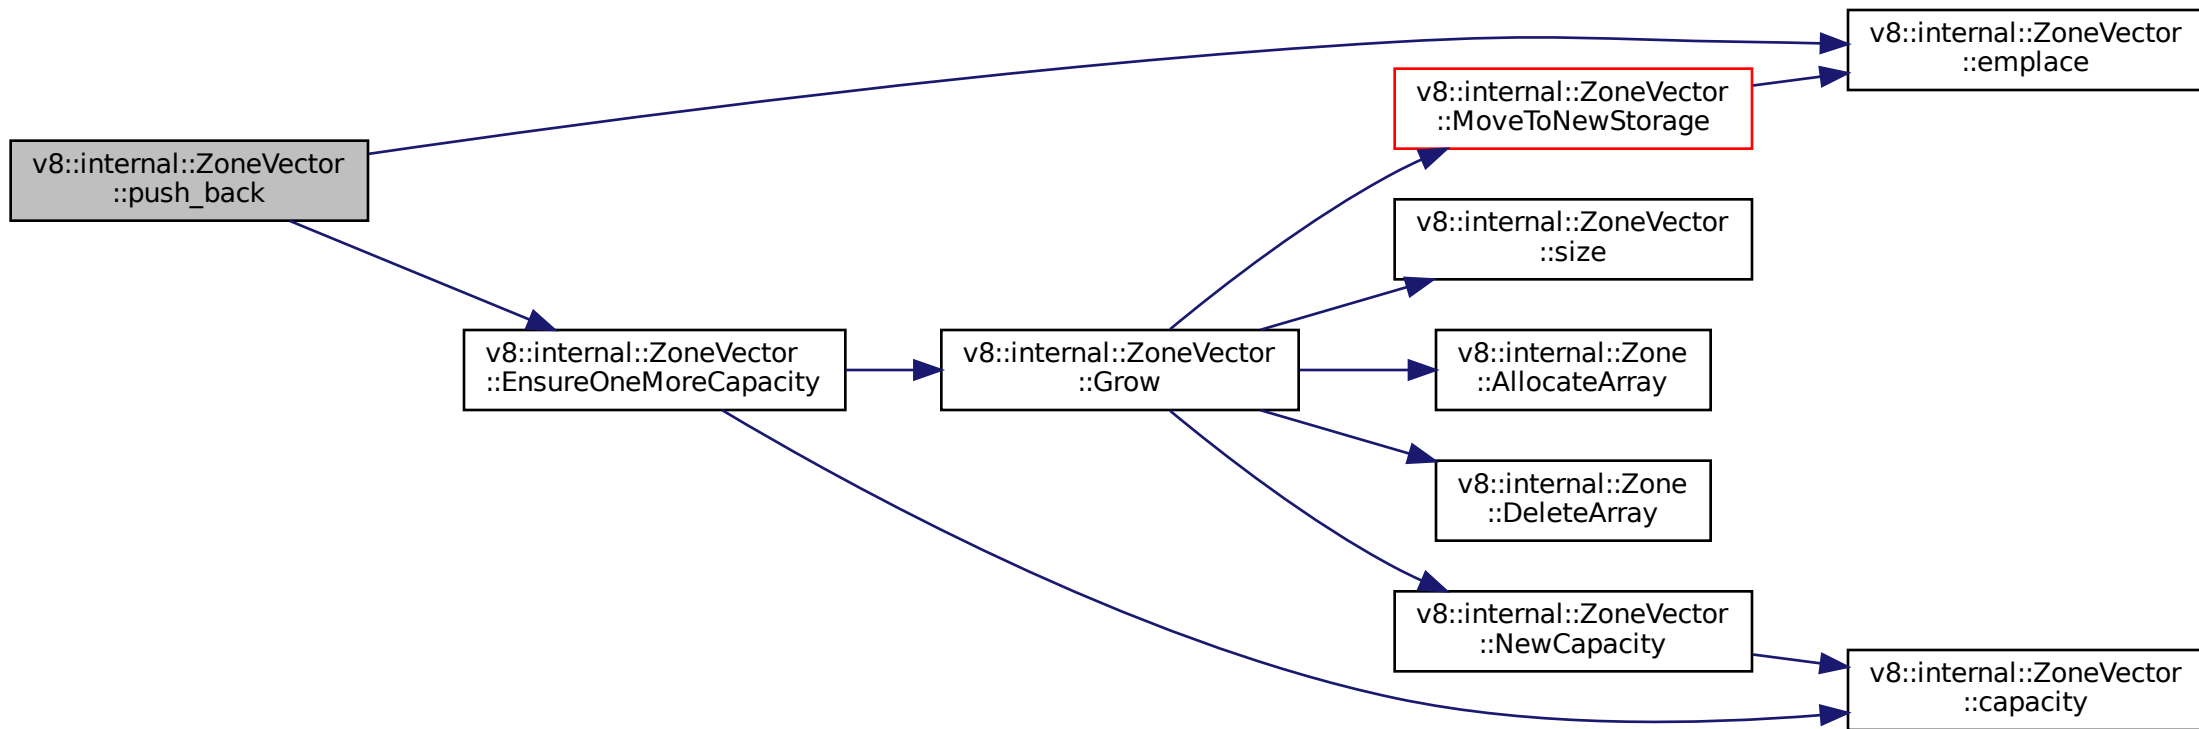 v8::internal::ZoneVector
::push_back
v8::internal::ZoneVector
::emplace
v8::internal::ZoneVector
::EnsureOneMoreCapacity
v8::internal::ZoneVector
::Grow
v8::internal::ZoneVector
::MoveToNewStorage
v8::internal::ZoneVector
::size
v8::internal::Zone
::AllocateArray
v8::internal::Zone
::DeleteArray
v8::internal::ZoneVector
::NewCapacity
v8::internal::ZoneVector
::capacity